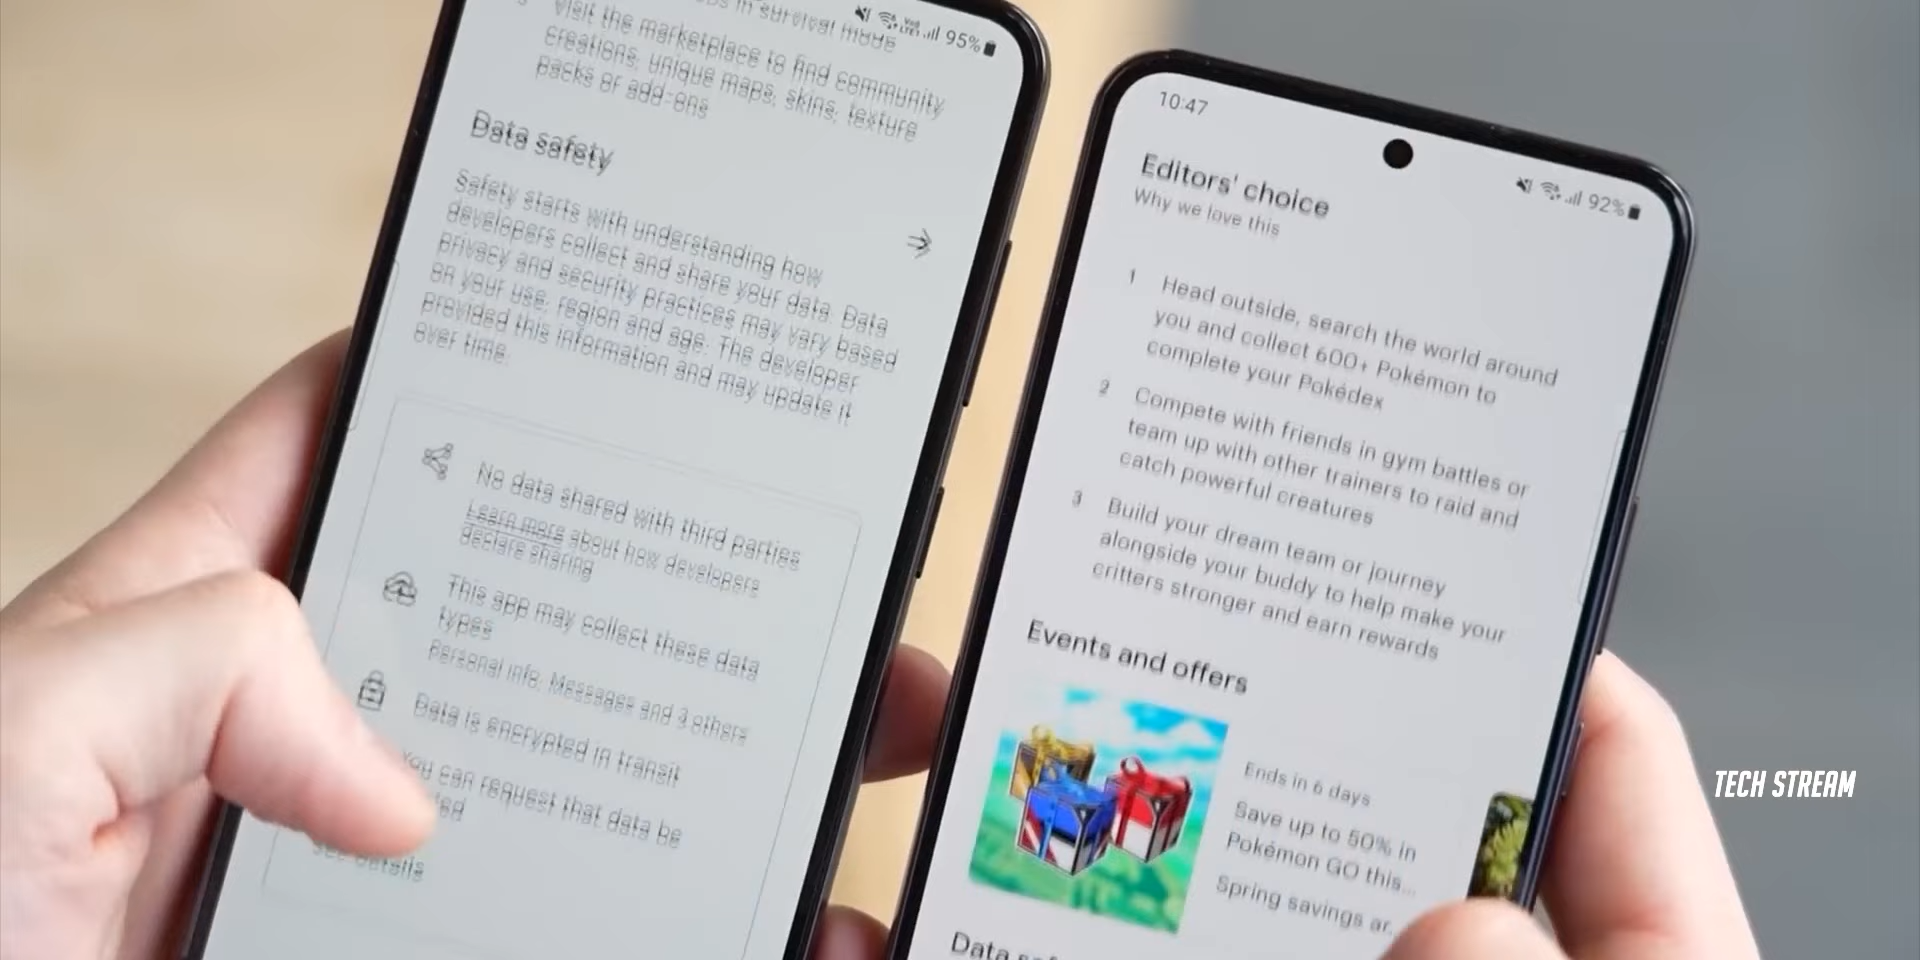 in survival mode
Visit the marketplace to find community
creations, unique maps, skins, texture
packs or add-ons
95%
Data safety
Safety starts with understanding how
developers collect and share your data. Data
privacy and security practices may vary based
on your use, region and age. The developer
provided this information and may update it
over time.
No data shared with third parties
Learn more about how developers
declare sharing
This app may collect these data
types
Personal info, Messages and 3 others
Data is encrypted in transit
You can request that data be
See details
10:47
92%
Editors' choice
Why we love this
1 Head outside, search the world around
you and collect 600+ Pokémon to
complete your Pokédex
2 Compete with friends in gym battles or
team up with other trainers to raid and
catch powerful creatures
3 Build your dream team or journey
alongside your buddy to help make your
critters stronger and earn rewards
Events and offers
Ends in 6 days
Save up to 50% in
Pokémon GO this...
Spring savings ar...
Data
TECH STREAM